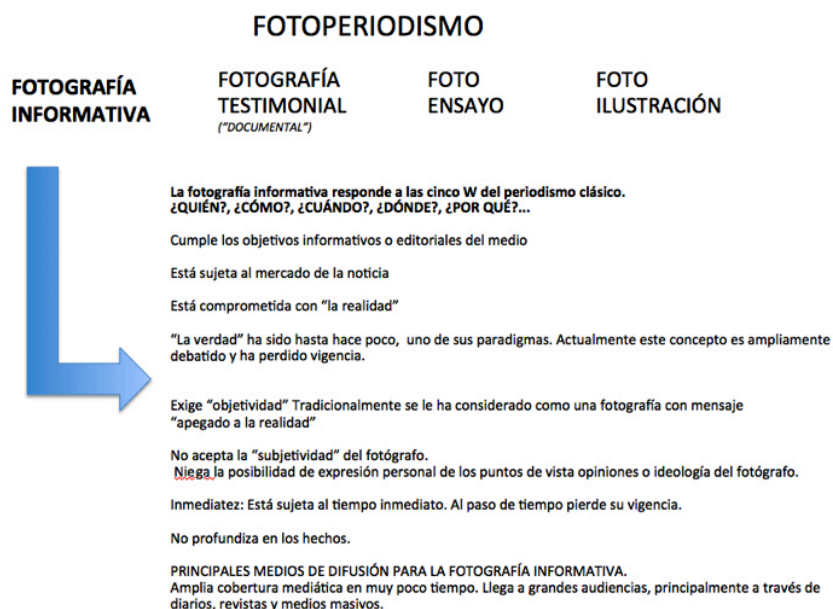 FOTOPERIODISMO
FOTOGRAFÍA
INFORMATIVA
FOTOGRAFÍA
TESTIMONIAL
("DOCUMENTAL")
FOTO
ENSAYO
FOTO
ILUSTRACIÓN
La fotografía informativa responde a las cinco W del periodismo clásico.
¿QUIÉN?, ¿CÓMO?, ¿CUÁNDO?, ¿DÓNDE?, ¿POR QUÉ?...
Cumple los objetivos informativos o editoriales del medio
Está sujeta al mercado de la noticia
Está comprometida con "la realidad"
"La verdad" ha sido hasta hace poco, uno de sus paradigmas. Actualmente este concepto es ampliamente
debatido y ha perdido vigencia.
Exige "objetividad" Tradicionalmente se le ha considerado como una fotografía con mensaje
"apegado a la realidad"
No acepta la "subjetividad" del fotógrafo.
Niega la posibilidad de expresión personal de los puntos de vista opiniones o ideología del fotógrafo.
Inmediatez: Está sujeta al tiempo inmediato. Al paso de tiempo pierde su vigencia.
No profundiza en los hechos.
PRINCIPALES MEDIOS DE DIFUSIÓN PARA LA FOTOGRAFÍA INFORMATIVA.
Amplia cobertura mediática en muy poco tiempo. Llega a grandes audiencias, principalmente a través de
diarios, revistas y medios masivos.